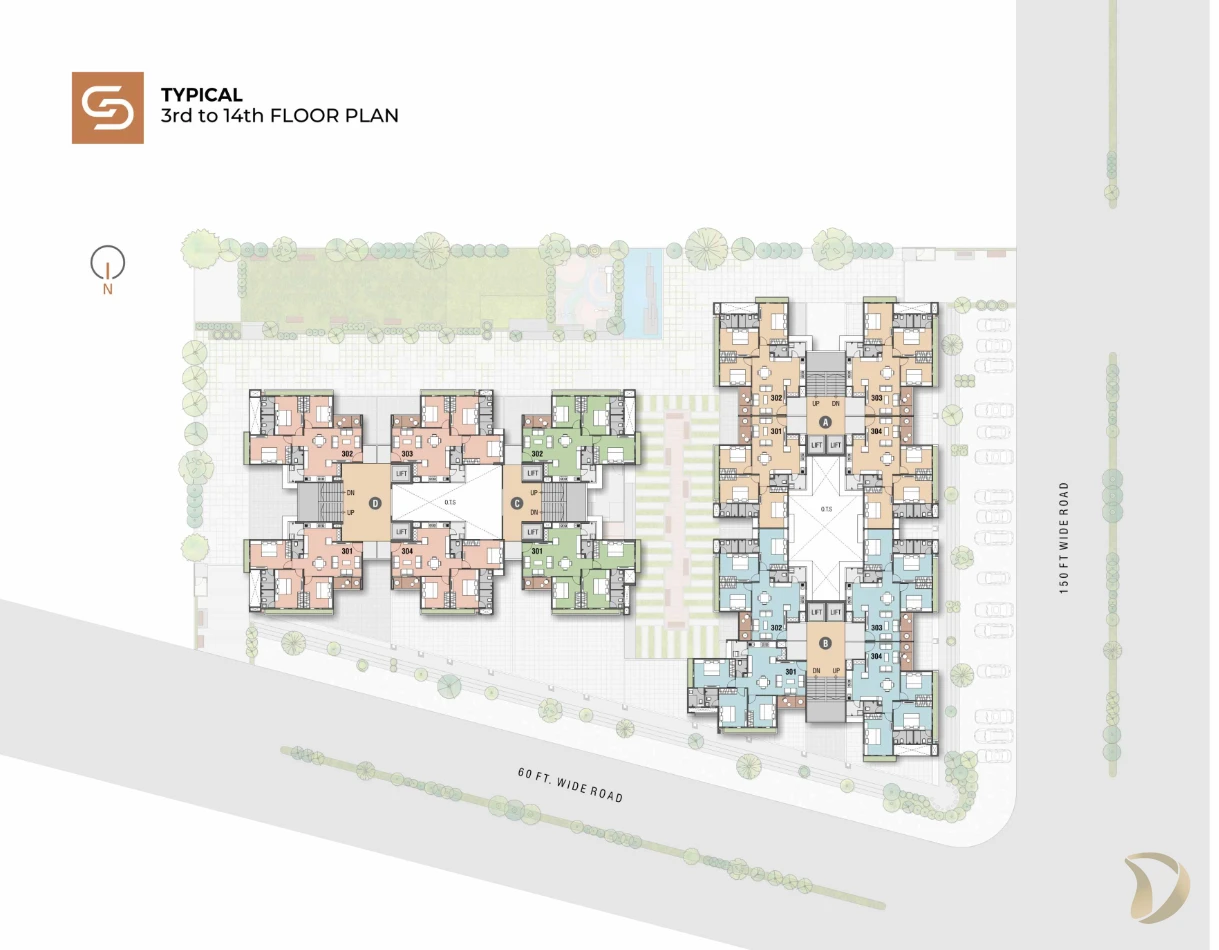 TYPICAL
3rd to 14th FLOOR PLAN
N
302
UP DN
303
A
301
304
LIFT LIFT
302
303
302
LIFT
LIFT
DN
UP
D
O.T.S
C
UP
DN
O.T.S
LIFT
LIFT
301
304
301
150 FT WIDE ROAD
LIFT LIFT
302
303
B
304
301
DN UP
60 FT. WIDE ROAD